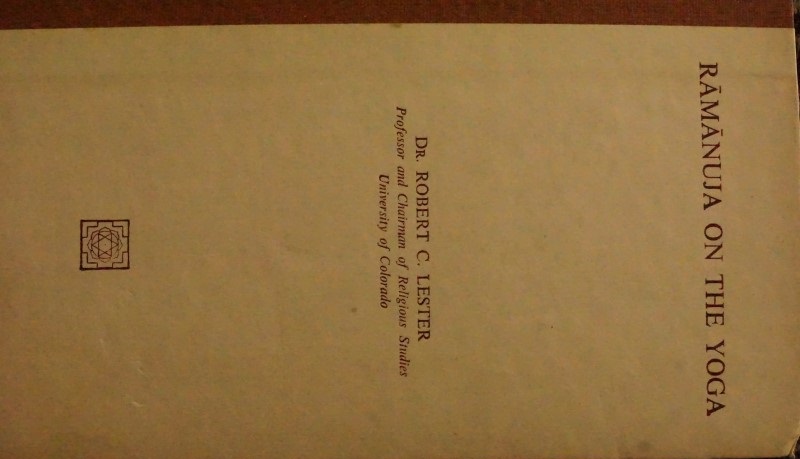 RĀMĀNUJA ON THE YOGA
DR. ROBERT C. LESTER
Professor and Chairman of Religious Studies
University of Colorado